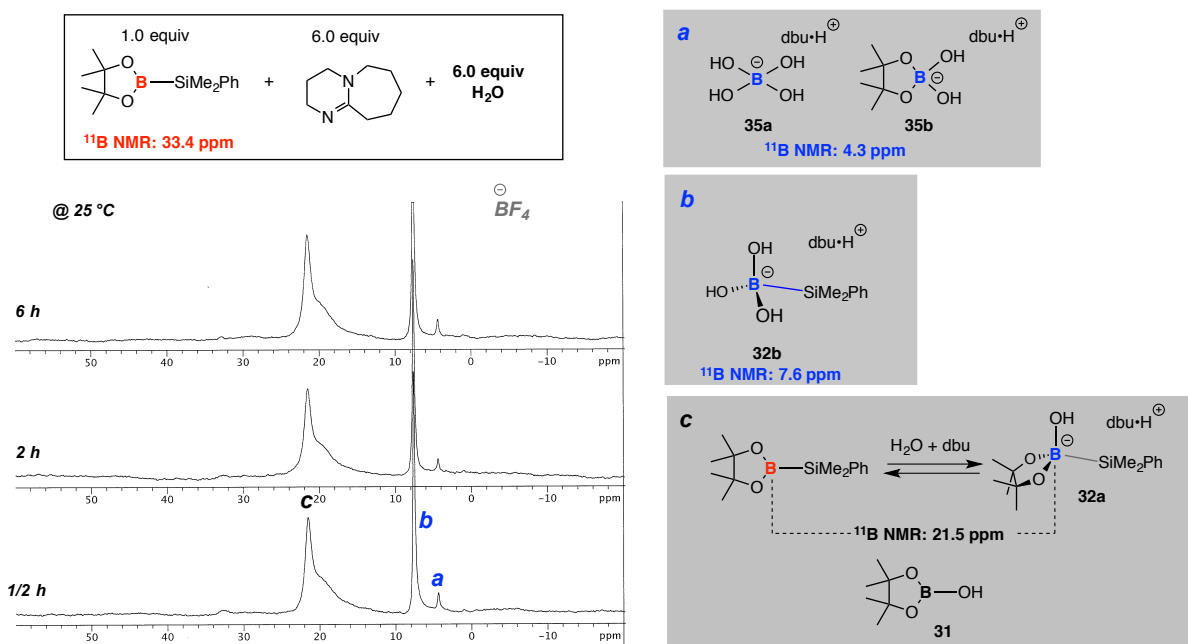 1.0 equiv
6.0 equiv
O
B
O
SiMe2Ph
+
N
N
+
6.0 equiv
H2O
11B NMR: 33.4 ppm
a
dbu•H⊕
HO
OH
⊖
B
HO
OH
35a
dbu•H⊕
O
OH
B
⊖
O
OH
35b
11B NMR: 4.3 ppm
@ 25 °C
⊖
BF4
6 h
50 40 30 20 10 0 -10 ppm
2 h
60 50 40 30 20 10 0 -10 ppm
c
b
a
1/2 h
60 50 40 30 20 10 0 -10 ppm
b
dbu•H⊕
OH
⊖
B
HO
SiMe2Ph
OH
32b
11B NMR: 7.6 ppm
c
O
B
O
SiMe2Ph
H2O + dbu
OH
dbu•H⊕
⊖
O
B
O
SiMe2Ph
32a
11B NMR: 21.5 ppm
O
B
O
OH
31